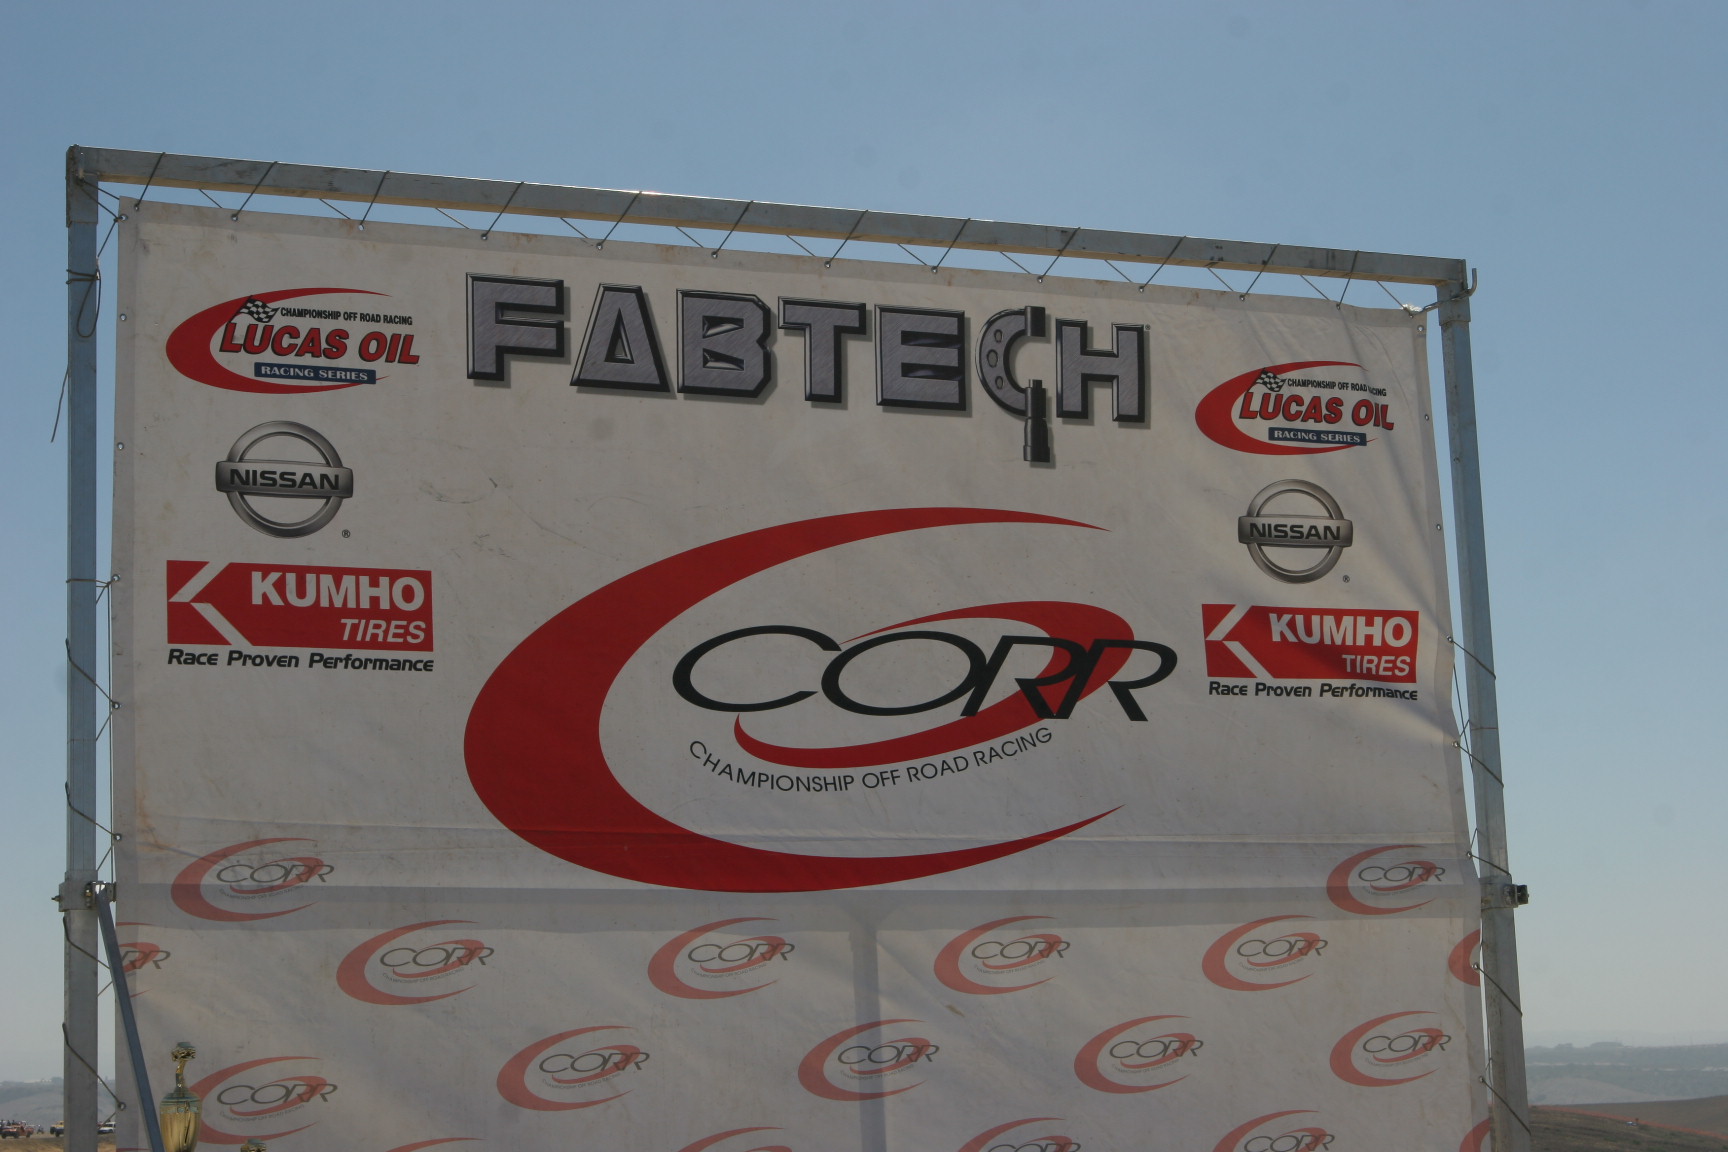 FABTECH
CHAMPIONSHIP OFF ROAD RACING
LUCAS OIL
RACING SERIES
CHAMPIONSHIP OFF ROAD RACING
LUCAS OIL
RACING SERIES
NISSAN
®
NISSAN
®
KUMHO
TIRES
Race Proven Performance
KUMHO
TIRES
Race Proven Performance
CORR
CHAMPIONSHIP OFF ROAD RACING
CORR
CORR
CORR
CORR
CORR
CORR
CORR
CORR
CORR
CORR
CORR
CORR
CORR